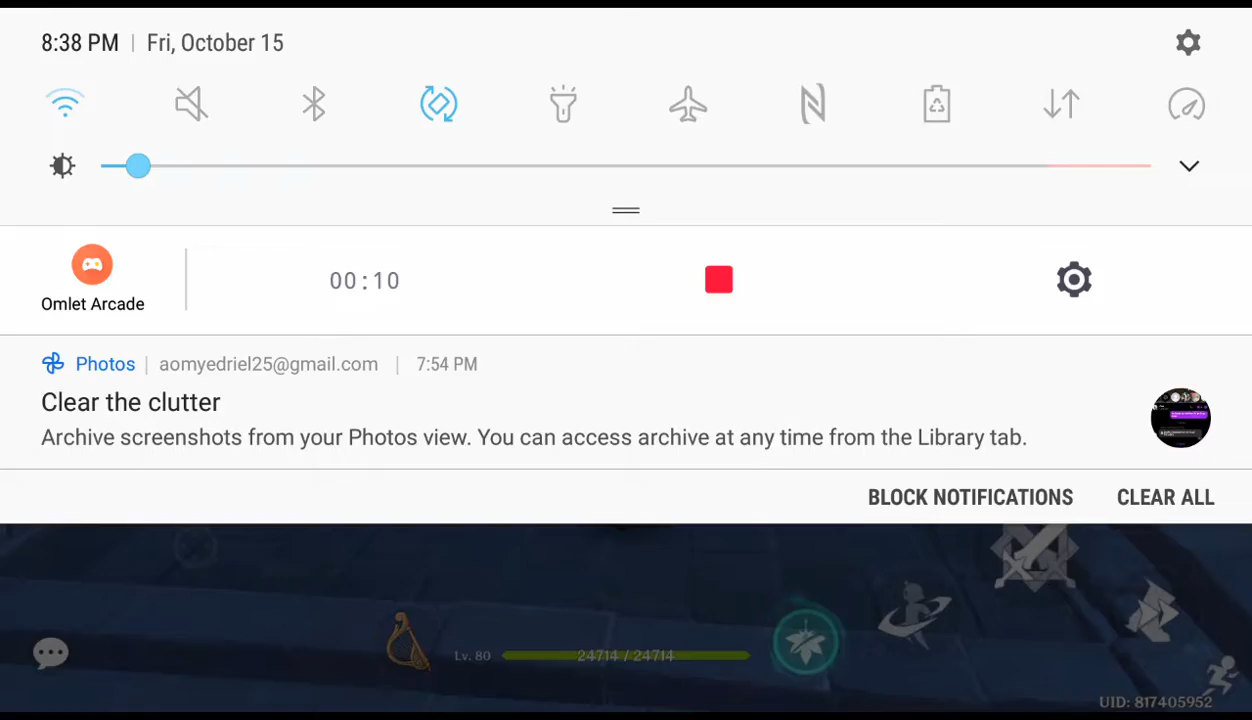 8:38 PM | Fri, October 15
Omlet Arcade
00:10
Photos | aomyedriel25@gmail.com | 7:54 PM
Clear the clutter
Archive screenshots from your Photos view. You can access archive at any time from the Library tab.
BLOCK NOTIFICATIONS CLEAR ALL
Lv. 80 24714 / 24714
UID: 817405952